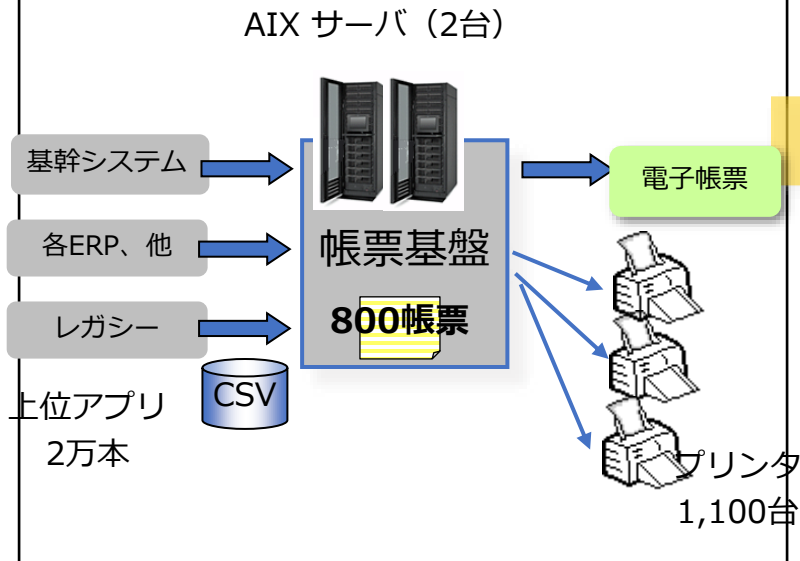 AIX サーバ（2台）
基幹システム
各ERP、他
レガシー
CSV
上位アプリ
2万本
帳票基盤
800帳票
電子帳票
プリンタ
1,100台